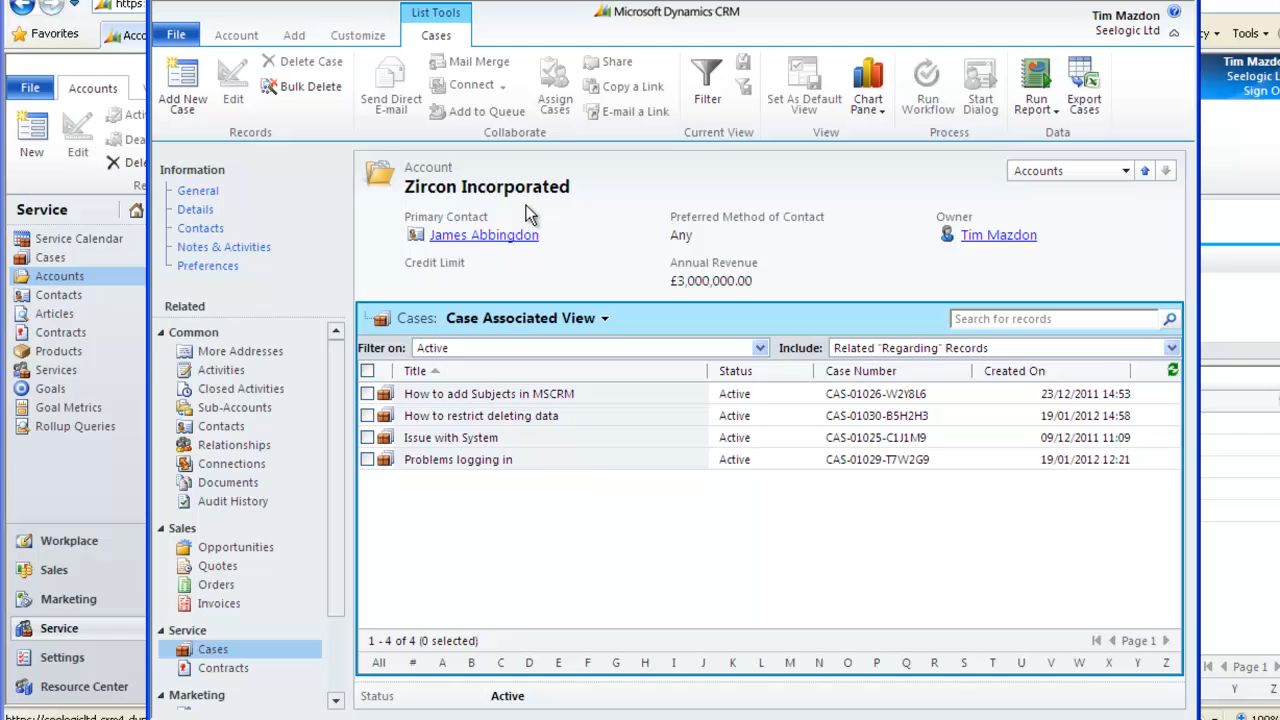 https:
List Tools
Microsoft Dynamics CRM
Tim Mazdon
Seelogic Ltd
Favorites
Acco
File
Account
Add
Customize
Cases
Tools
Tim Mazd
Seelogic L
Sign O
File
Accounts
New
Edit
Acti
Dea
Dele
Re
Add New Case
Edit
Delete Case
Bulk Delete
Records
Send Direct E-mail
Mail Merge
Connect
Add to Queue
Assign Cases
Share
Copy a Link
E-mail a Link
Collaborate
Filter
Current View
Set As Default View
Chart Pane
View
Run Workflow
Start Dialog
Process
Run Report
Export Cases
Data
Service
Service Calendar
Cases
Accounts
Contacts
Articles
Contracts
Products
Services
Goals
Goal Metrics
Rollup Queries
Workplace
Sales
Marketing
Service
Settings
Resource Center
Information
General
Details
Contacts
Notes & Activities
Preferences
Related
Common
More Addresses
Activities
Closed Activities
Sub-Accounts
Contacts
Relationships
Connections
Documents
Audit History
Sales
Opportunities
Quotes
Orders
Invoices
Service
Cases
Contracts
Marketing
Account
Zircon Incorporated
Accounts
Primary Contact
James Abbingdon
Preferred Method of Contact
Any
Owner
Tim Mazdon
Credit Limit
Annual Revenue
£3,000,000.00
Cases: Case Associated View
Search for records
Filter on: Active
Include: Related "Regarding" Records
Title Status Case Number Created On
How to add Subjects in MSCRM Active CAS-01026-W2Y8L6 23/12/2011 14:53
How to restrict deleting data Active CAS-01030-B5H2H3 19/01/2012 14:58
Issue with System Active CAS-01025-C1J1M9 09/12/2011 11:09
Problems logging in Active CAS-01029-T7W2G9 19/01/2012 12:21
1 - 4 of 4 (0 selected)
Page 1
All # A B C D E F G H I J K L M N O P Q R S T U V W X Y Z
Status Active
Page 1
Y Z